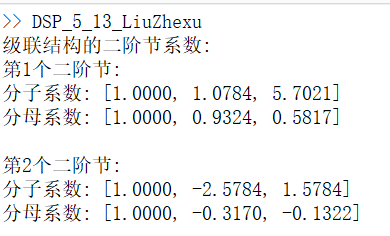 >> DSP_5_13_LiuZhexu
级联结构的二阶节系数:
第1个二阶节:
分子系数: [1.0000, 1.0784, 5.7021]
分母系数: [1.0000, 0.9324, 0.5817]
第2个二阶节:
分子系数: [1.0000, -2.5784, 1.5784]
分母系数: [1.0000, -0.3170, -0.1322]